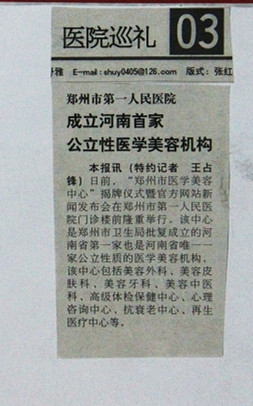 医院巡礼 03
舒雅 E-mail:shuy0405@126.com 版式：张红
郑州市第一人民医院
成立河南首家
公立性医学美容机构
本报讯（特约记者 王占
锋）日前，“郑州市医学美容
中心”揭牌仪式暨官方网站新
闻发布会在郑州市第一人民医
院门诊楼前隆重举行。该中心
是郑州市卫生局批复成立的河
南省第一家也是河南省唯一一
家公立性质的医学美容机构。
该中心包括美容外科、美容皮
肤科、美容牙科、美容中医
科、高级体检保健中心、心理
咨询中心、抗衰老中心、再生
医疗中心等。